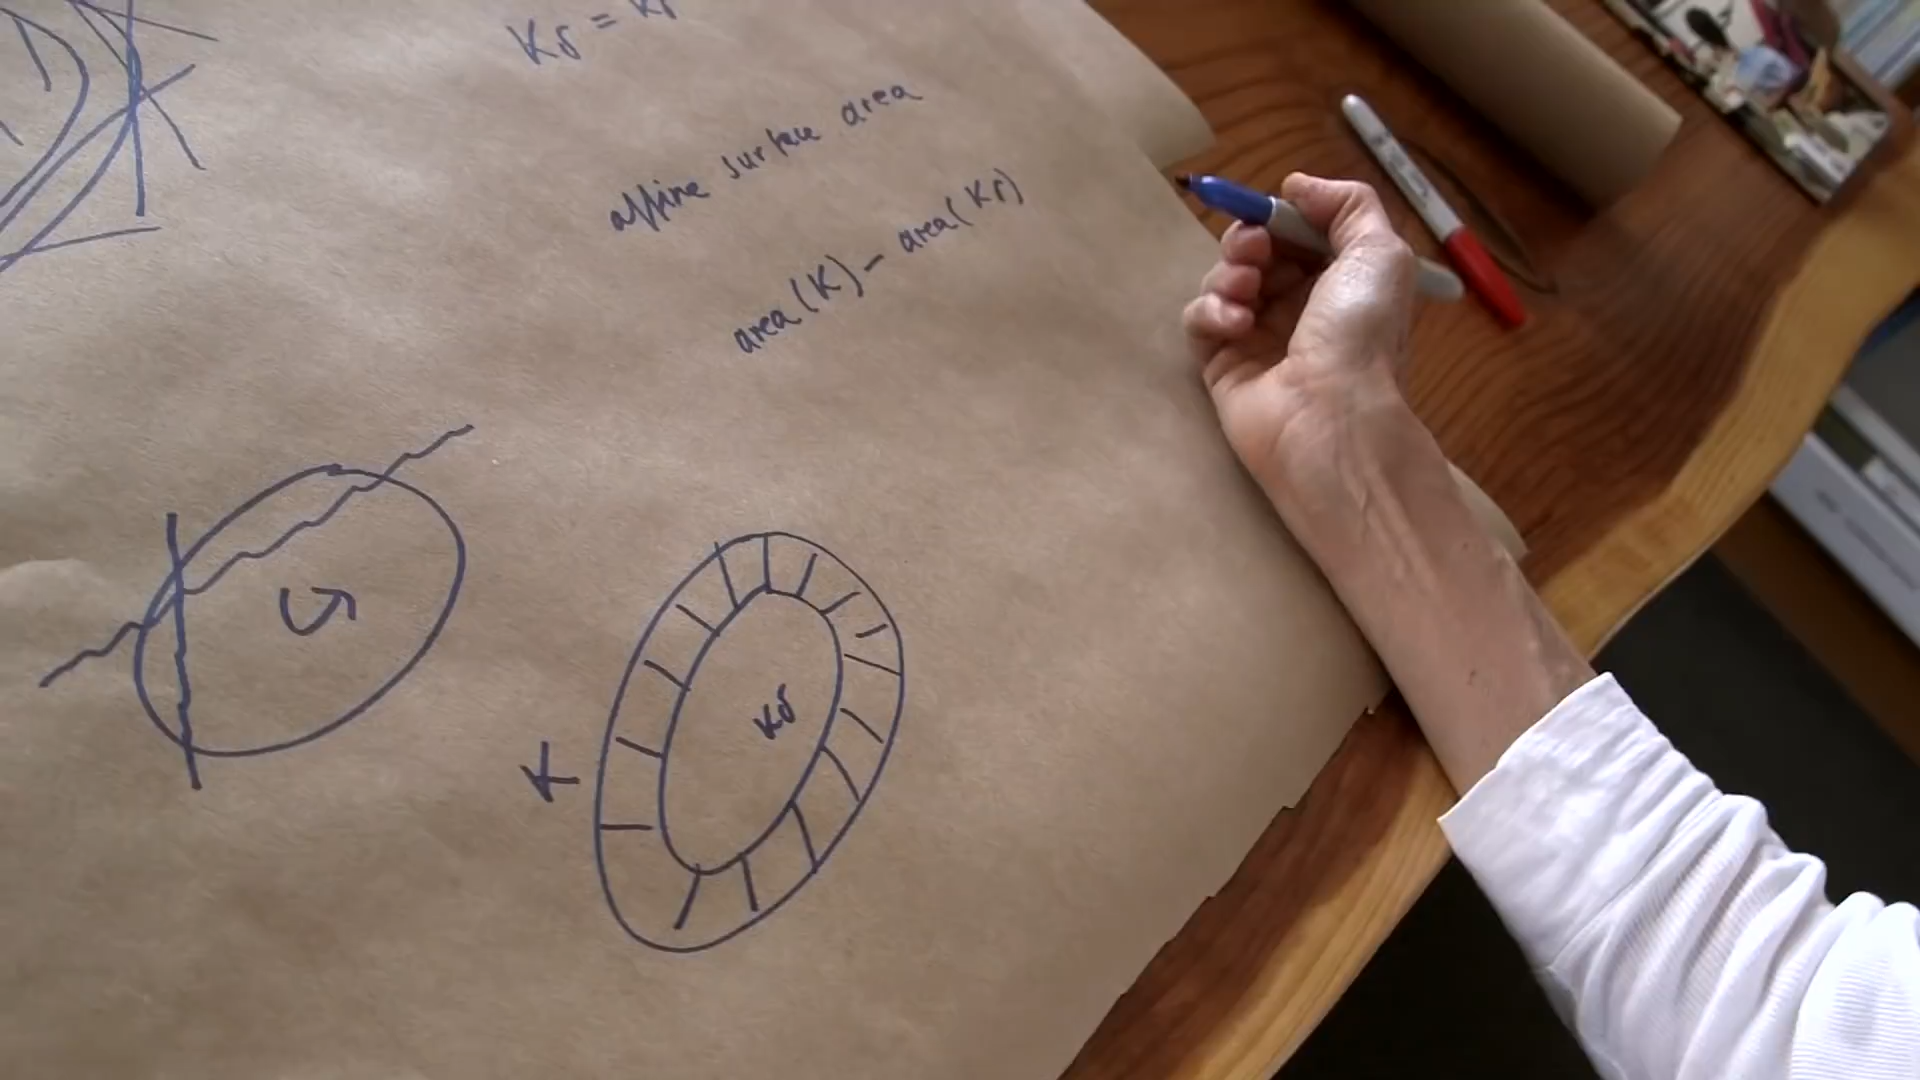 Kδ =
affine surface area
area(K) - area(Kδ)
Kδ
K